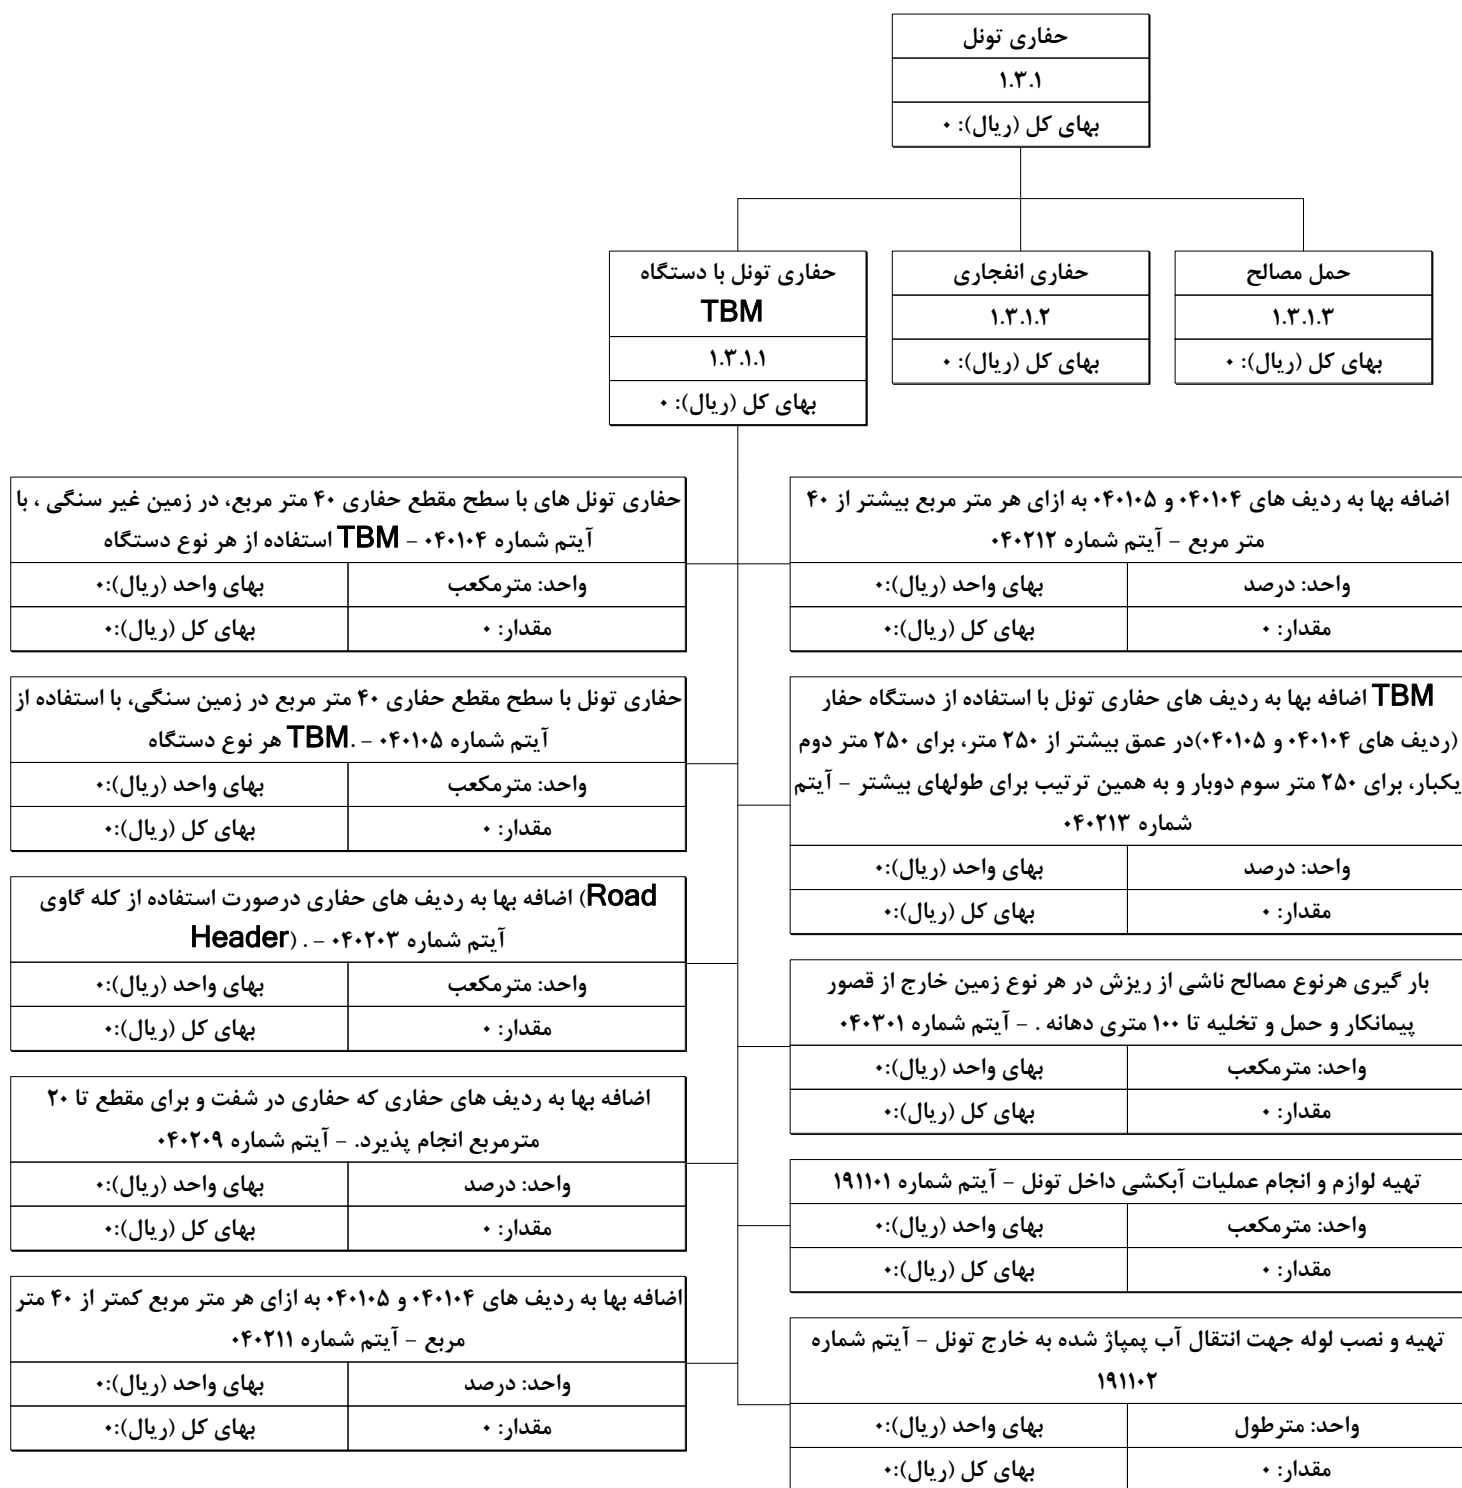 حفاری تونل
۱.۳.۱
بهای کل (ریال): ۰
حفاری تونل با دستگاه
TBM
۱.۳.۱.۱
بهای کل (ریال): ۰
حفاری انفجاری
۱.۳.۱.۲
بهای کل (ریال): ۰
حمل مصالح
۱.۳.۱.۳
بهای کل (ریال): ۰
حفاری تونل های با سطح مقطع حفاری ۴۰ متر مربع، در زمین غیر سنگی ، با
استفاده از هر نوع دستگاه TBM - آیتم شماره ۰۴۰۱۰۴
واحد: مترمکعب
بهای واحد (ریال):۰
مقدار: ۰
بهای کل (ریال):۰
حفاری تونل با سطح مقطع حفاری ۴۰ متر مربع در زمین سنگی، با استفاده از
هر نوع دستگاه TBM. - آیتم شماره ۰۴۰۱۰۵
واحد: مترمکعب
بهای واحد (ریال):۰
مقدار: ۰
بهای کل (ریال):۰
اضافه بها به ردیف های حفاری درصورت استفاده از کله گاوی (Road
Header) . - آیتم شماره ۰۴۰۲۰۳
واحد: مترمکعب
بهای واحد (ریال):۰
مقدار: ۰
بهای کل (ریال):۰
اضافه بها به ردیف های حفاری که حفاری در شفت و برای مقطع تا ۲۰
مترمربع انجام پذیرد. - آیتم شماره ۰۴۰۲۰۹
واحد: درصد
بهای واحد (ریال):۰
مقدار: ۰
بهای کل (ریال):۰
اضافه بها به ردیف های ۰۴۰۱۰۴ و ۰۴۰۱۰۵ به ازای هر متر مربع کمتر از ۴۰ متر
مربع - آیتم شماره ۰۴۰۲۱۱
واحد: درصد
بهای واحد (ریال):۰
مقدار: ۰
بهای کل (ریال):۰
اضافه بها به ردیف های ۰۴۰۱۰۴ و ۰۴۰۱۰۵ به ازای هر متر مربع بیشتر از ۴۰
متر مربع - آیتم شماره ۰۴۰۲۱۲
واحد: درصد
بهای واحد (ریال):۰
مقدار: ۰
بهای کل (ریال):۰
اضافه بها به ردیف های حفاری تونل با استفاده از دستگاه حفار TBM
(ردیف های ۰۴۰۱۰۴ و ۰۴۰۱۰۵)در عمق بیشتر از ۲۵۰ متر، برای ۲۵۰ متر دوم
یکبار، برای ۲۵۰ متر سوم دوبار و به همین ترتیب برای طولهای بیشتر - آیتم
شماره ۰۴۰۲۱۳
واحد: درصد
بهای واحد (ریال):۰
مقدار: ۰
بهای کل (ریال):۰
بار گیری هرنوع مصالح ناشی از ریزش در هر نوع زمین خارج از قصور
پیمانکار و حمل و تخلیه تا ۱۰۰ متری دهانه . - آیتم شماره ۰۴۰۳۰۱
واحد: مترمکعب
بهای واحد (ریال):۰
مقدار: ۰
بهای کل (ریال):۰
تهیه لوازم و انجام عملیات آبکشی داخل تونل - آیتم شماره ۱۹۱۱۰۱
واحد: مترمکعب
بهای واحد (ریال):۰
مقدار: ۰
بهای کل (ریال):۰
تهیه و نصب لوله جهت انتقال آب پمپاژ شده به خارج تونل - آیتم شماره
۱۹۱۱۰۲
واحد: مترطول
بهای واحد (ریال):۰
مقدار: ۰
بهای کل (ریال):۰